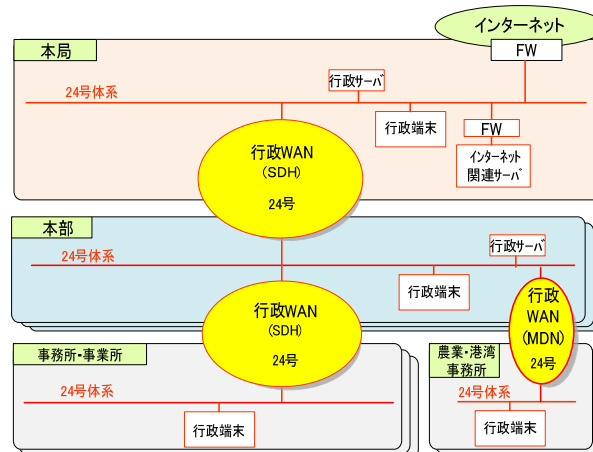 インターネット
FW
本局
24号体系
行政サーバ
行政端末
FW
インターネット
関連サーバ
行政WAN
(SDH)
24号
本部
24号体系
行政サーバ
行政端末
行政WAN
(SDH)
24号
行政
WAN
(MDN)
24号
事務所・事業所
24号体系
行政端末
農業・港湾
事務所
24号体系
行政端末